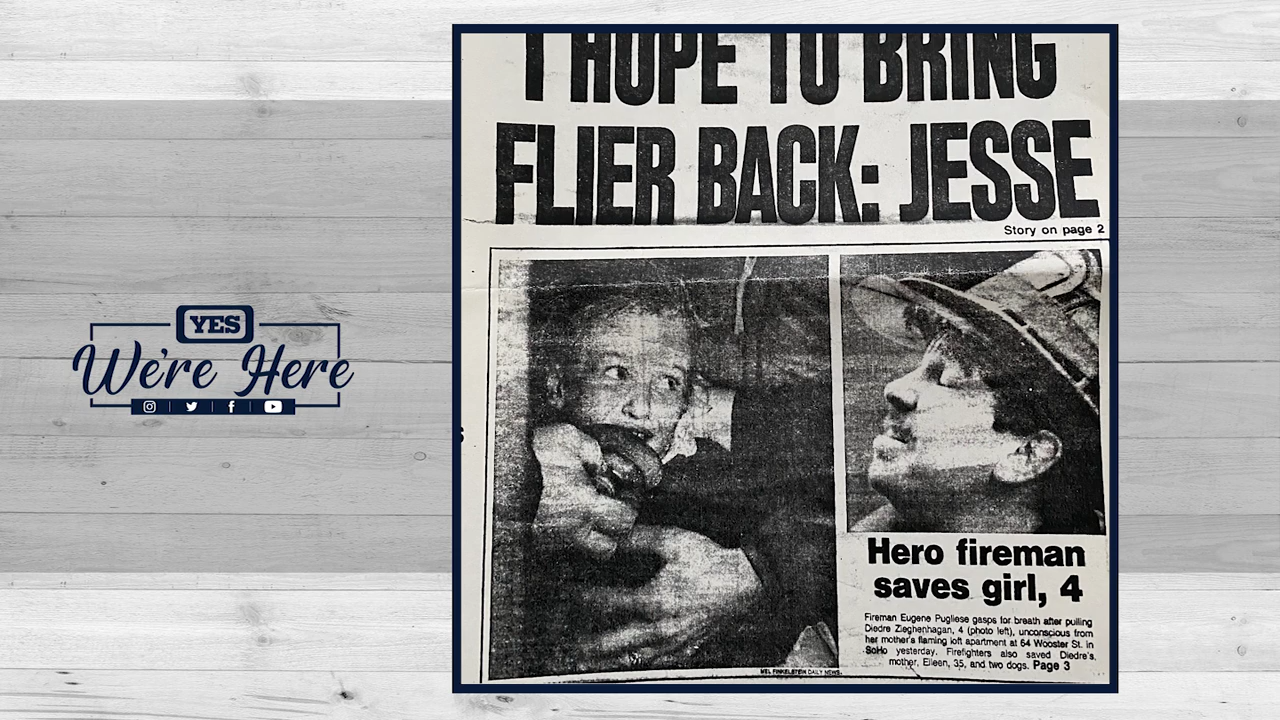 I HOPE TO BRING
FLIER BACK: JESSE
Story on page 2
YES
We're Here
Hero fireman
saves girl, 4
Fireman Eugene Pugliese gasps for breath after pulling
Diedre Zieghenhagan, 4 (photo left), unconscious from
her mother's flaming loft apartment at 64 Wooster St. in
SoHo yesterday. Firefighters also saved Diedre's,
mother, Eileen, 35, and two dogs. Page 3
MEL FINKELSTEIN DAILY NEWS